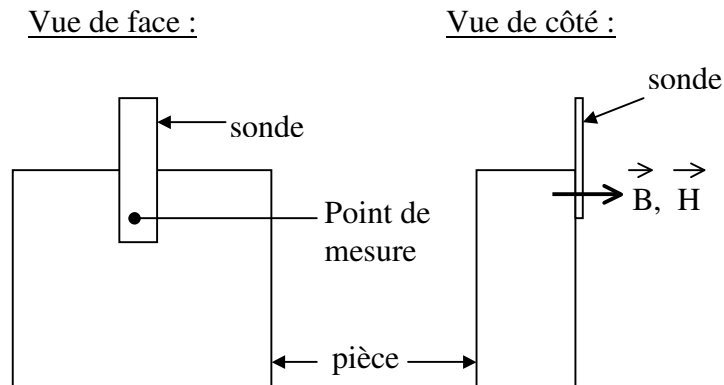 Vue de face :
Vue de côté :
sonde
sonde
B, H
Point de
mesure
pièce